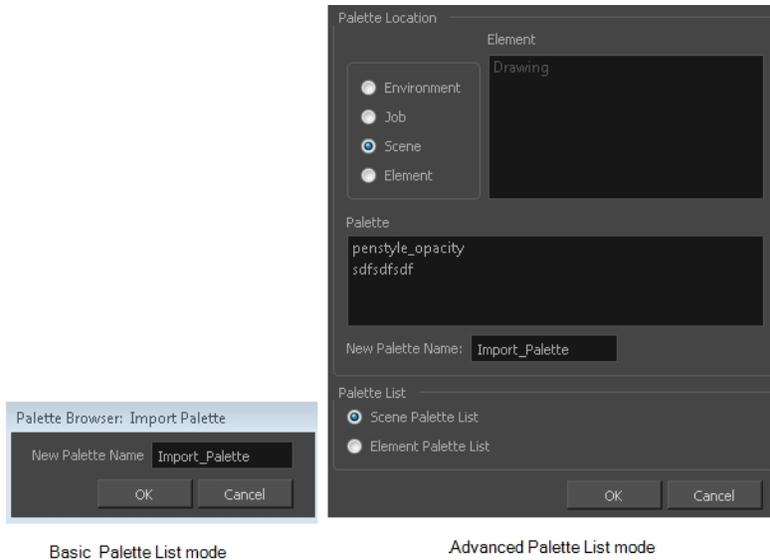 Palette Location
Element
Drawing
Environment
Job
Scene
Element
Palette
penstyle_opacity
sdfsdfsdf
New Palette Name: Import_Palette
Palette List
Scene Palette List
Element Palette List
OK Cancel
Palette Browser: Import Palette
New Palette Name Import_Palette
OK Cancel
Basic Palette List mode
Advanced Palette List mode